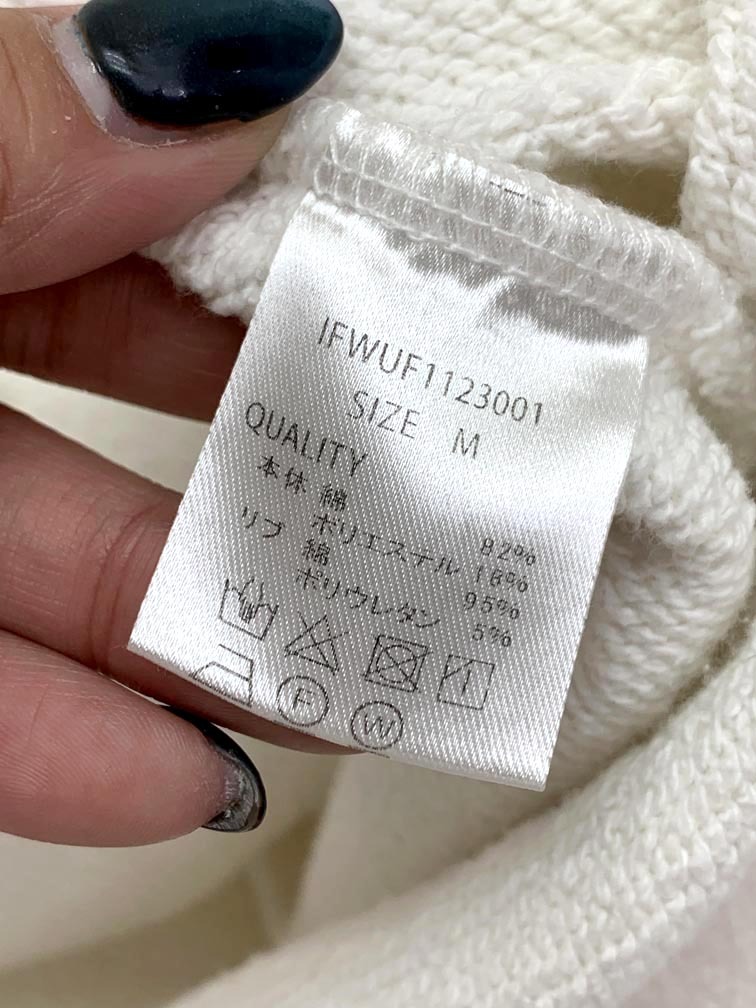 IFWUF1123001
SIZE M
QUALITY
本体 綿 82%
ポリエステル 18%
リブ 綿 95%
ポリウレタン 5%
F
W